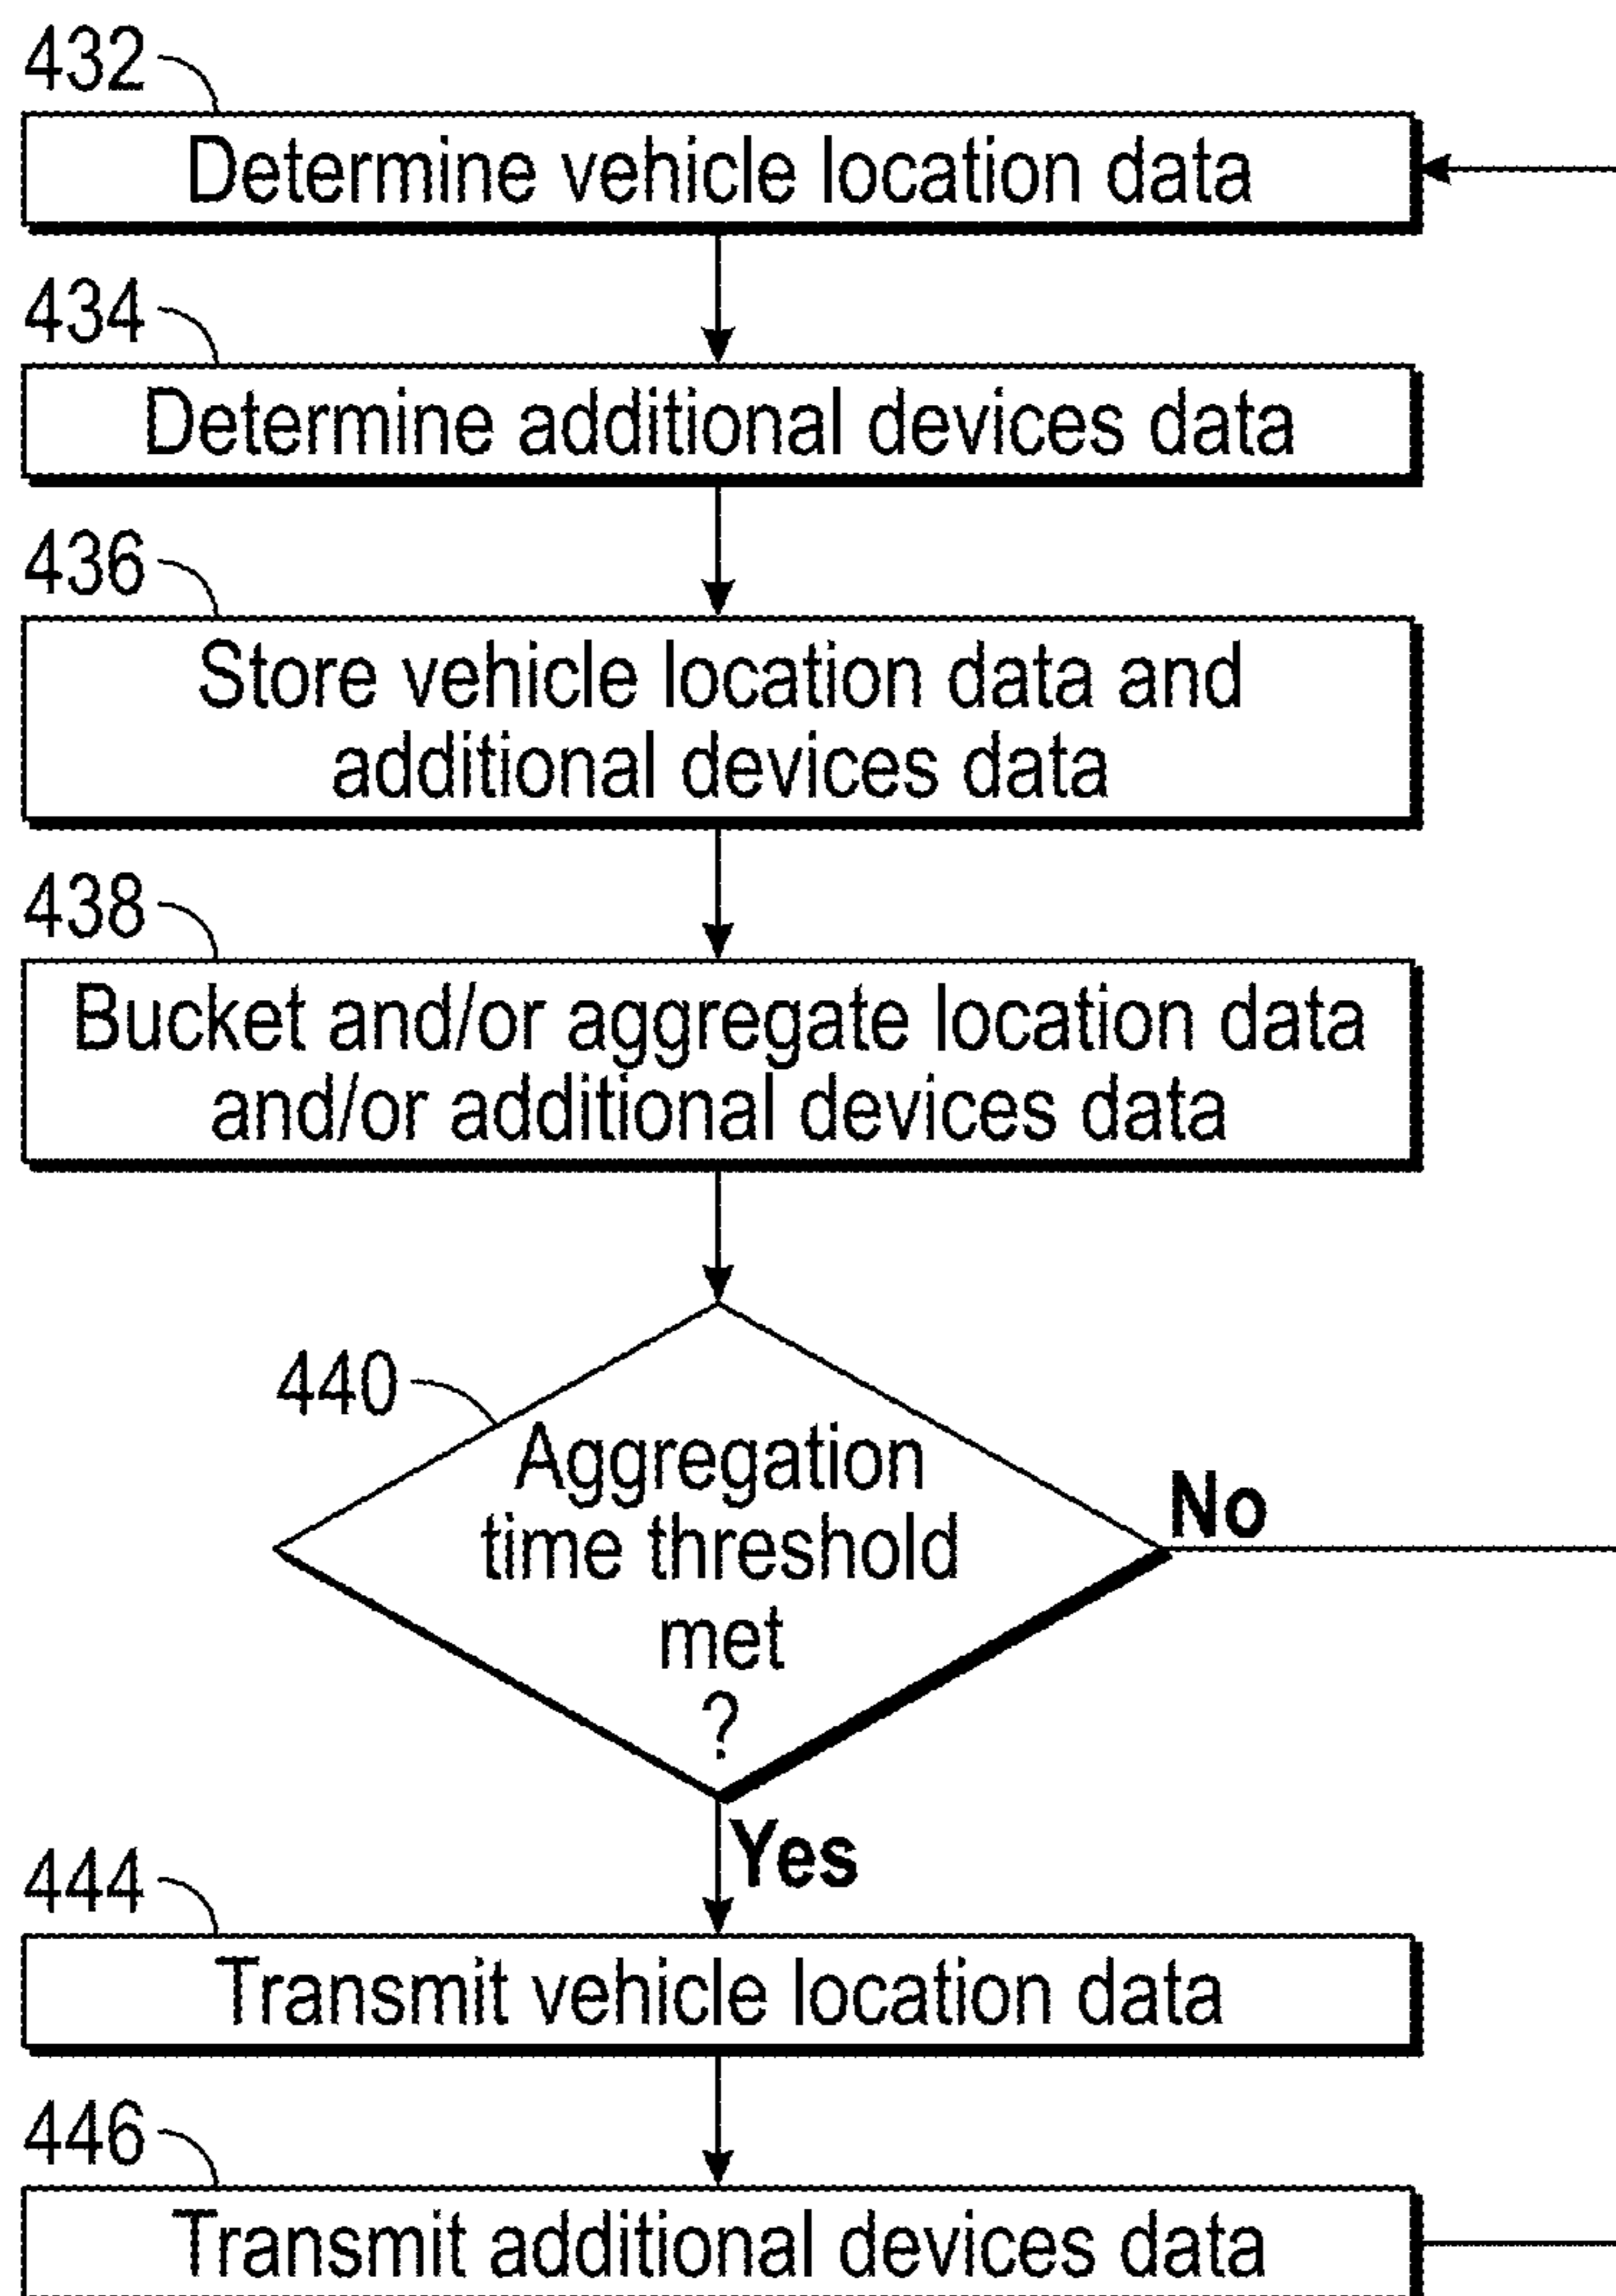 432
Determine vehicle location data
434
Determine additional devices data
436
Store vehicle location data and
additional devices data
438
Bucket and/or aggregate location data
and/or additional devices data
440
Aggregation
time threshold
met
?
No
Yes
444
Transmit vehicle location data
446
Transmit additional devices data